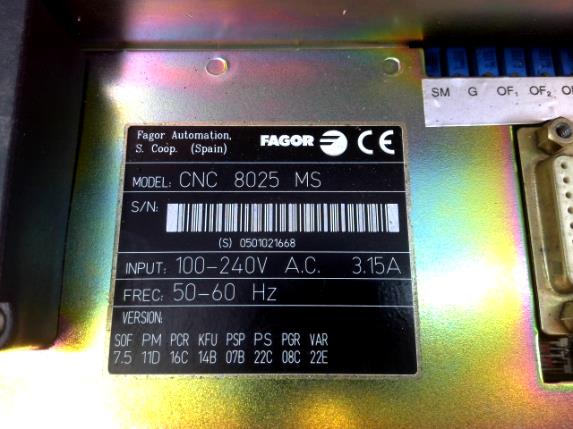 SM G OF1 OF2
Fagor Automation,
S. Coop. (Spain)
FAGOR CE
MODEL: CNC 8025 MS
S/N:
(S) 0501021668
INPUT: 100-240V A.C. 3.15A
FREC: 50-60 Hz
VERSION:
SOF PM PCR KFU PSP PS PGR VAR
7.5 11D 16C 14B 07B 22C 08C 22E